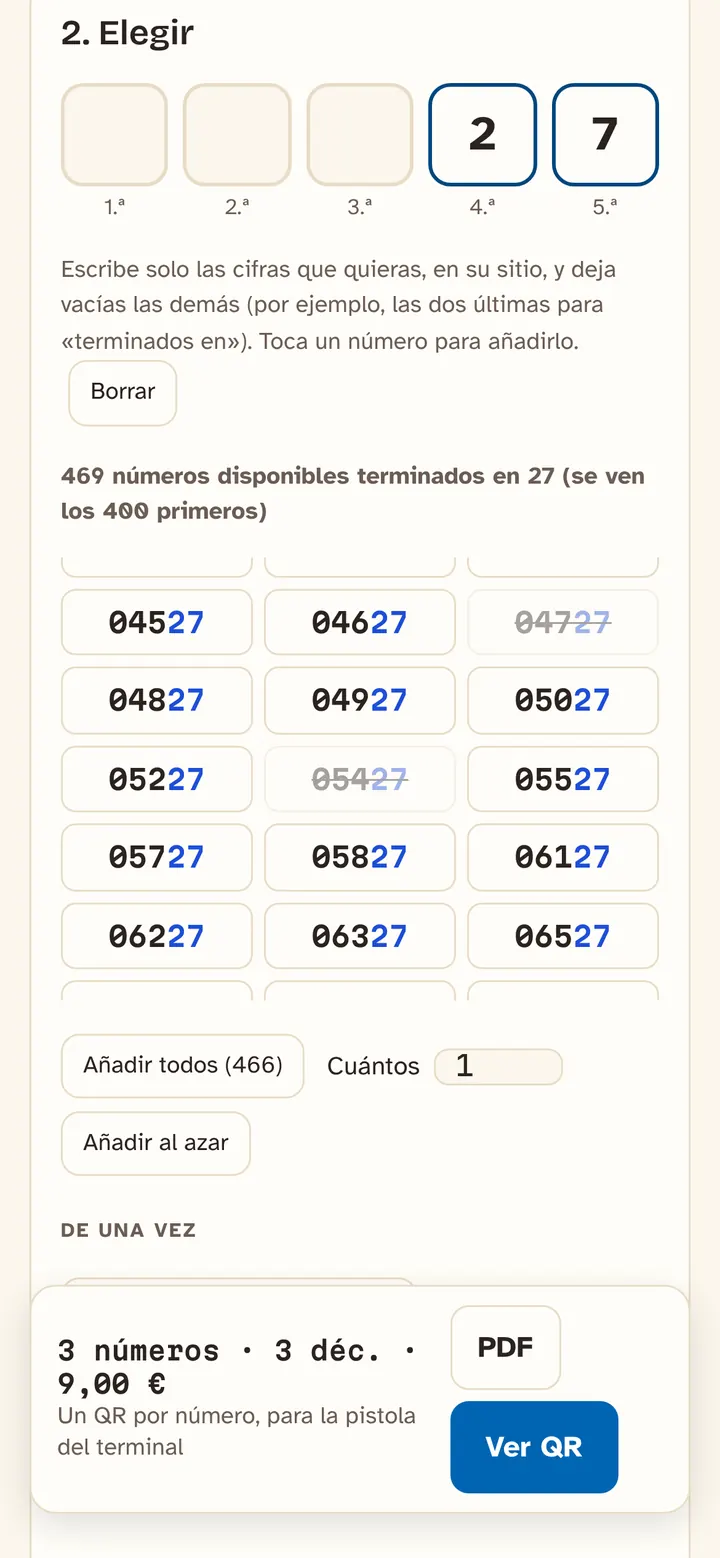 2. Elegir
2 7
1.ª 2.ª 3.ª 4.ª 5.ª
Escribe solo las cifras que quieras, en su sitio, y deja
vacías las demás (por ejemplo, las dos últimas para
«terminados en»). Toca un número para añadirlo.
Borrar
469 números disponibles terminados en 27 (se ven
los 400 primeros)
04527 04627 04727
04827 04927 05027
05227 05427 05527
05727 05827 06127
06227 06327 06527
Añadir todos (466) Cuántos 1
Añadir al azar
DE UNA VEZ
3 números · 3 déc. ·
9,00 €
Un QR por número, para la pistola
del terminal
PDF
Ver QR